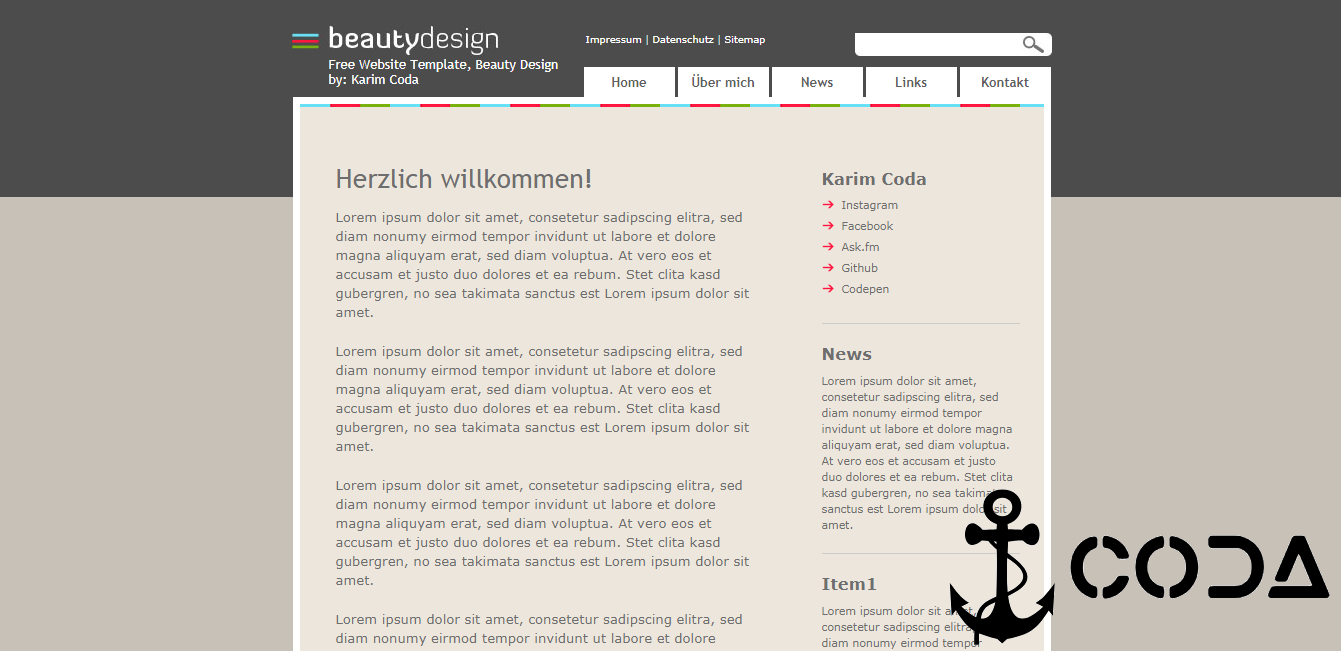 beautydesign
Free Website Template, Beauty Design
by: Karim Coda
Impressum | Datenschutz | Sitemap
Home
Über mich
News
Links
Kontakt
Herzlich willkommen!
Lorem ipsum dolor sit amet, consetetur sadipscing elitra, sed
diam nonumy eirmod tempor invidunt ut labore et dolore
magna aliquyam erat, sed diam voluptua. At vero eos et
accusam et justo duo dolores et ea rebum. Stet clita kasd
gubergren, no sea takimata sanctus est Lorem ipsum dolor sit
amet.
Lorem ipsum dolor sit amet, consetetur sadipscing elitra, sed
diam nonumy eirmod tempor invidunt ut labore et dolore
magna aliquyam erat, sed diam voluptua. At vero eos et
accusam et justo duo dolores et ea rebum. Stet clita kasd
gubergren, no sea takimata sanctus est Lorem ipsum dolor sit
amet.
Lorem ipsum dolor sit amet, consetetur sadipscing elitra, sed
diam nonumy eirmod tempor invidunt ut labore et dolore
magna aliquyam erat, sed diam voluptua. At vero eos et
accusam et justo duo dolores et ea rebum. Stet clita kasd
gubergren, no sea takimata sanctus est Lorem ipsum dolor sit
amet.
Lorem ipsum dolor sit amet, consetetur sadipscing elitra, sed
diam nonumy eirmod tempor invidunt ut labore et dolore
Karim Coda
Instagram
Facebook
Ask.fm
Github
Codepen
News
Lorem ipsum dolor sit amet,
consetetur sadipscing elitra, sed
diam nonumy eirmod tempor
invidunt ut labore et dolore magna
aliquyam erat, sed diam voluptua.
At vero eos et accusam et justo
duo dolores et ea rebum. Stet clita
kasd gubergren, no sea
sanctus est Lorem ipsum sit
amet.
Item1
Lorem ipsum dolor sit
consetetur sadipscing
diam nonumy eirmod
CODA